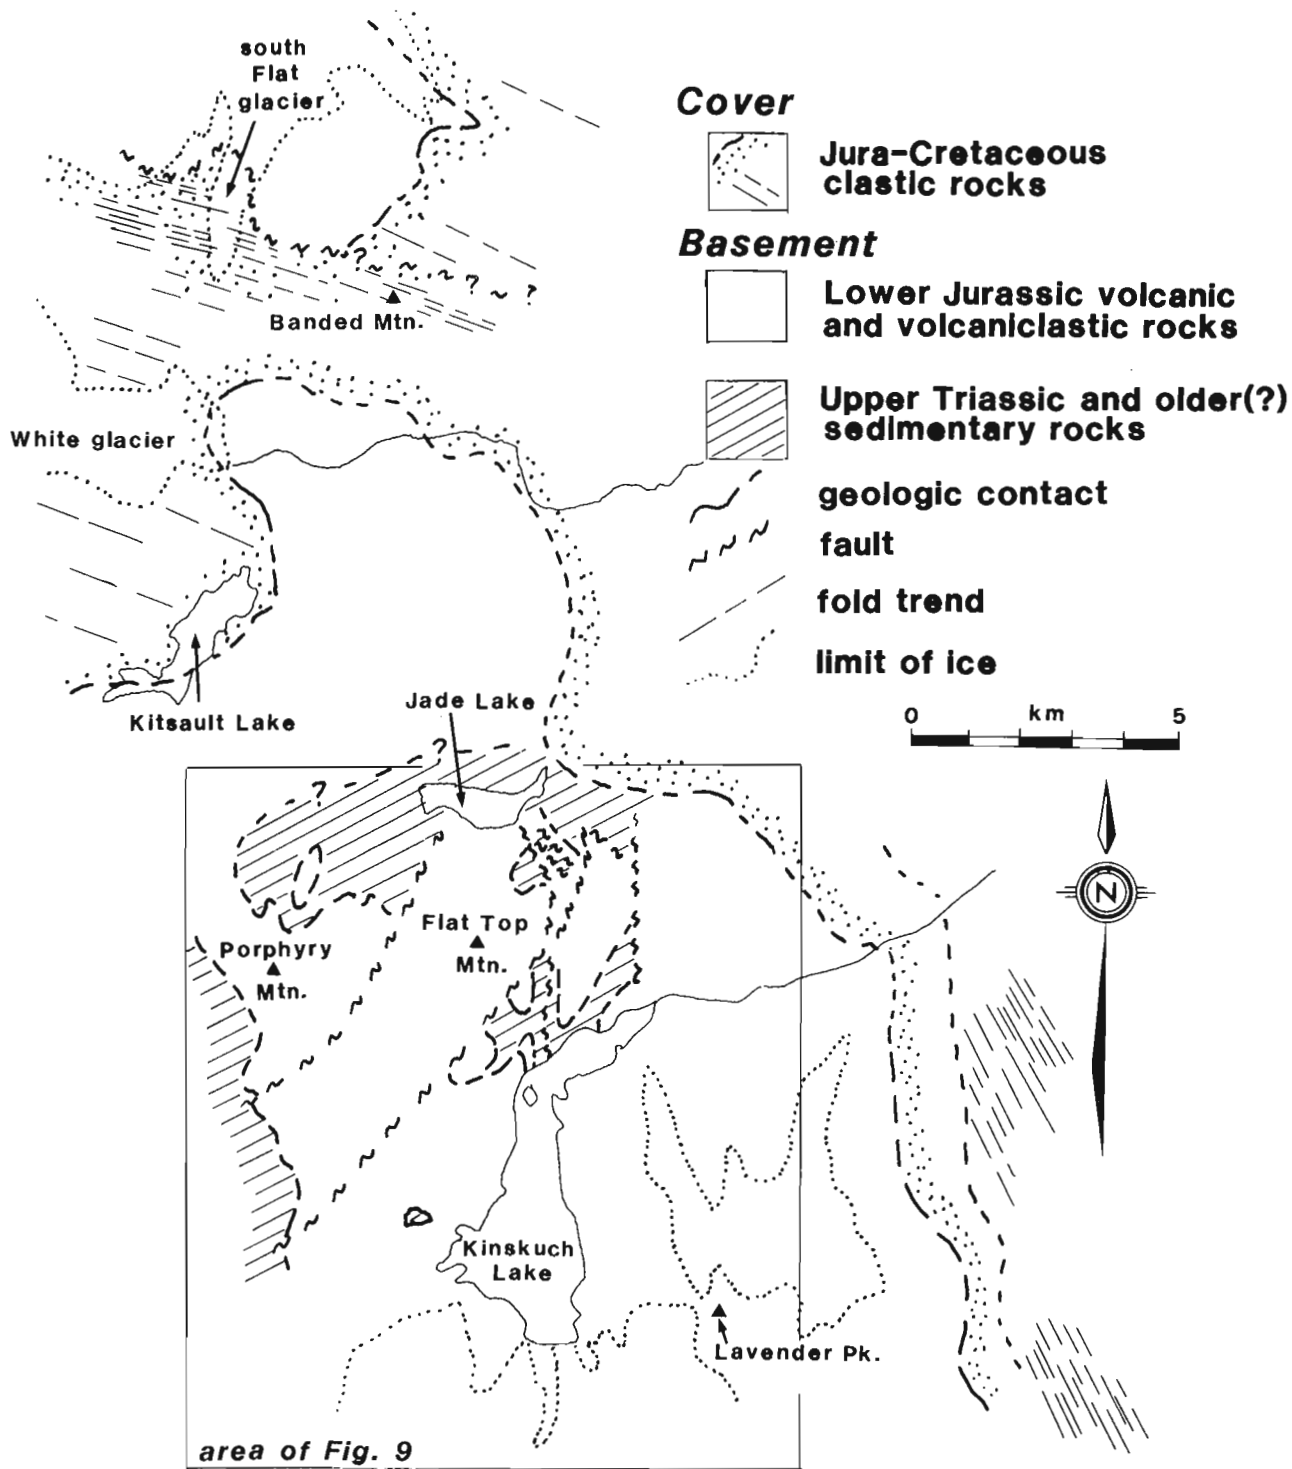 south
Flat
glacier
Cover
Jura-Cretaceous
clastic rocks
Basement
Lower Jurassic volcanic
and volcaniclastic rocks
?
?
?
Banded Mtn.
Upper Triassic and older(?)
sedimentary rocks
White glacier
geologic contact
fault
fold trend
limit of ice
Kitsault Lake
Jade Lake
0 km 5
?
?
N
Flat Top
Mtn.
Porphyry
Mtn.
Kinskuch
Lake
Lavender Pk.
area of Fig. 9